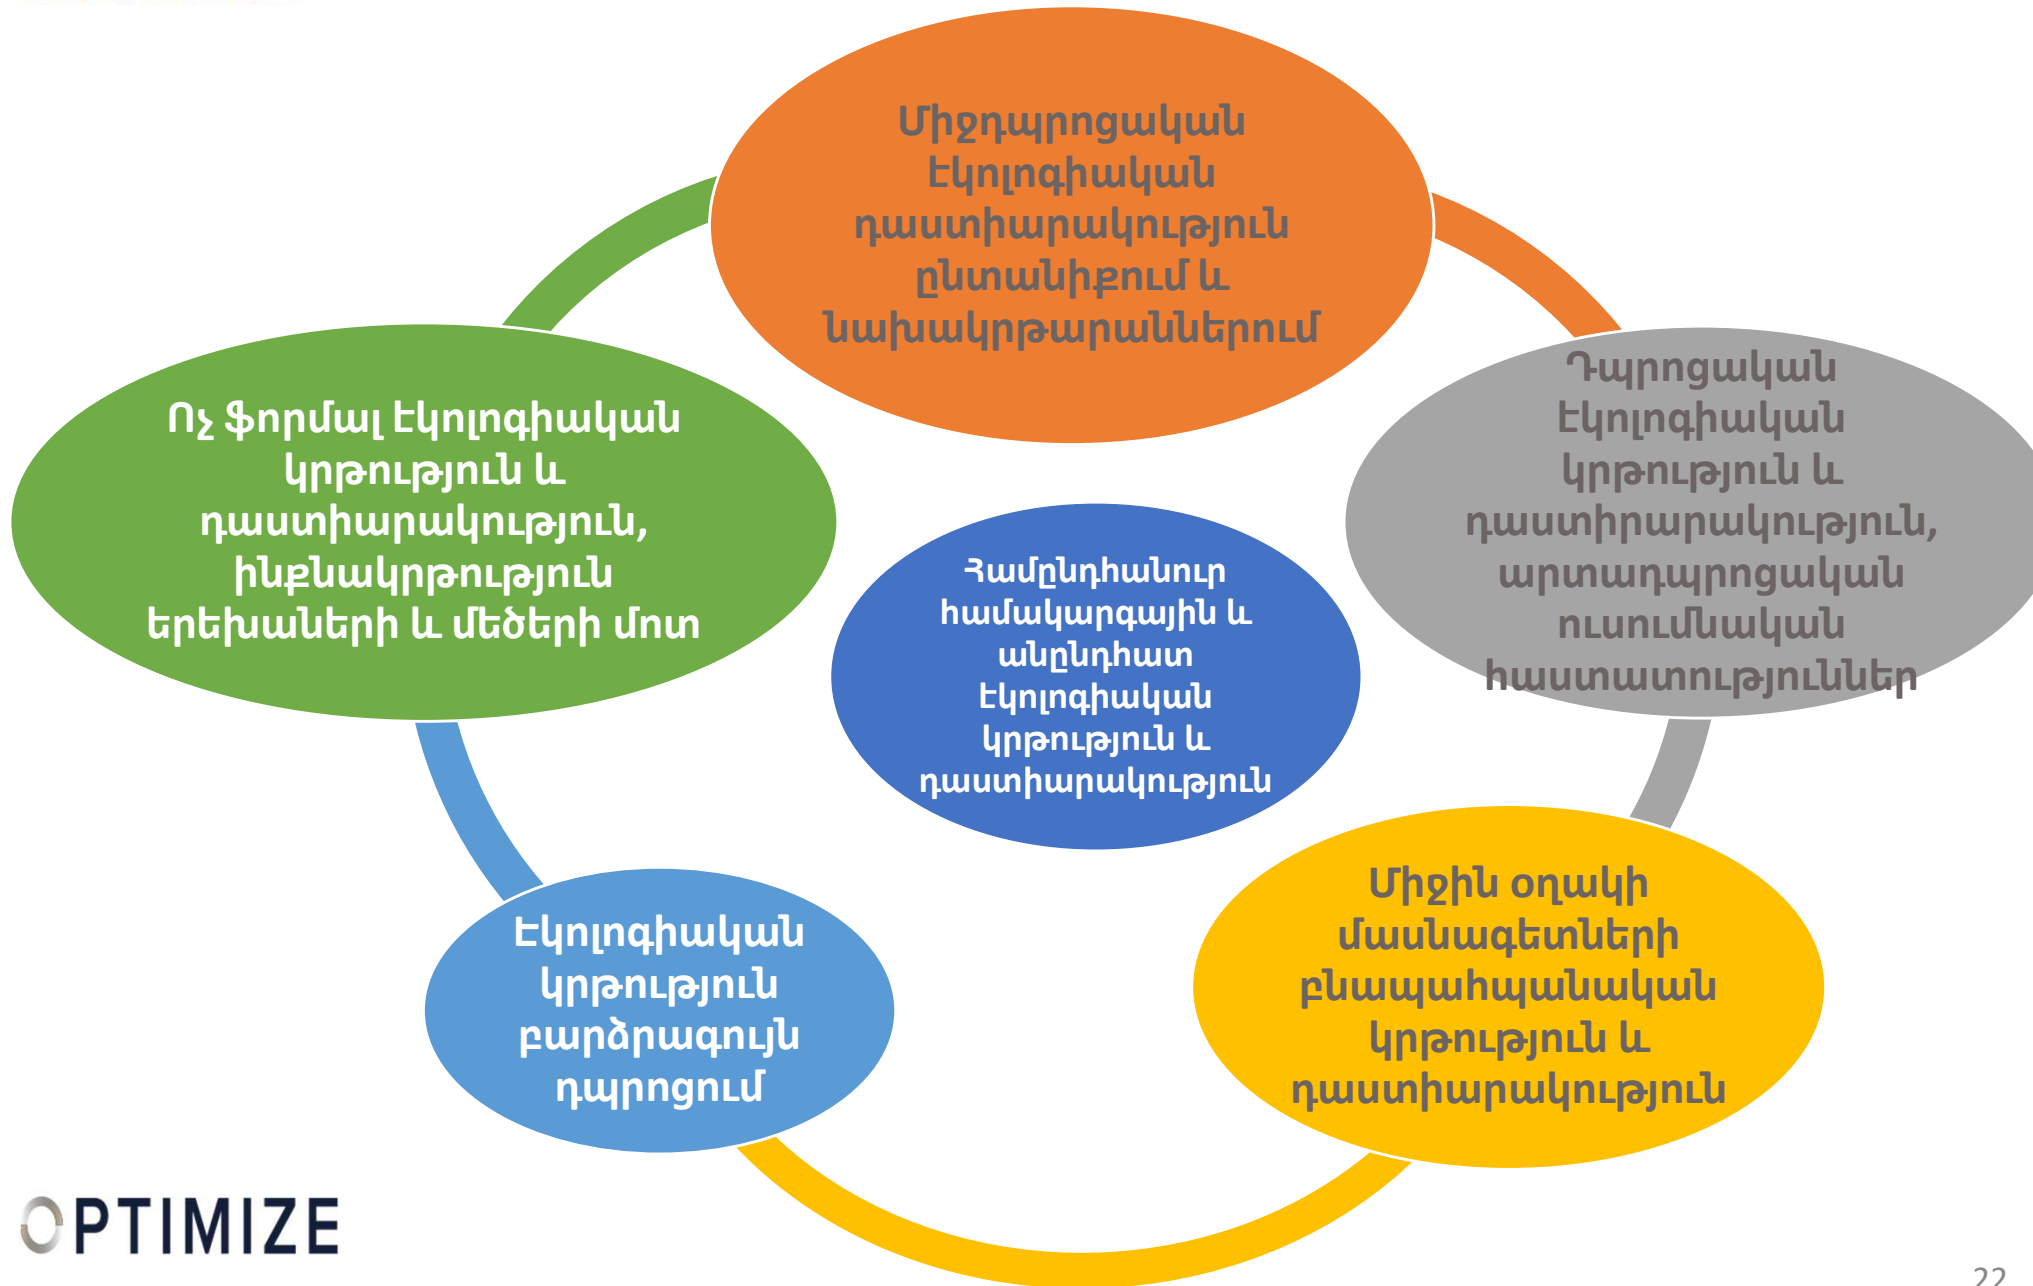 Միջդպրոցական
էկոլոգիական
դաստիարակություն
ընտանիքում և
նախակրթարաններում
Դպրոցական
էկոլոգիական
կրթություն և
դաստիրարակություն,
արտադպրոցական
ուսումնական
հաստատություններ
Միջին օղակի
մասնագետների
բնապահպանական
կրթություն և
դաստիարակություն
Էկոլոգիական
կրթություն
բարձրագույն
դպրոցում
Ոչ ֆորմալ էկոլոգիական
կրթություն և
դաստիարակություն,
ինքնակրթություն
երեխաների և մեծերի մոտ
Համընդհանուր
համակարգային և
անընդհատ
էկոլոգիական
կրթություն և
դաստիարակություն
OPTIMIZE
22